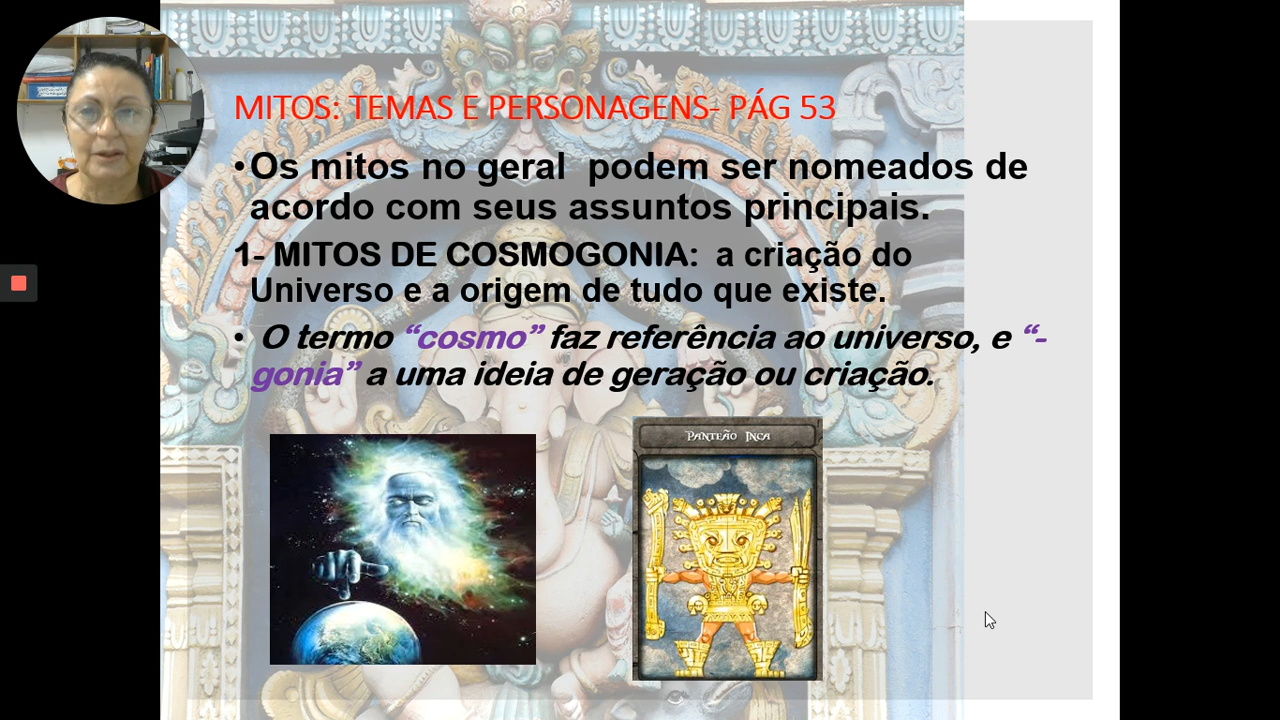 MITOS: TEMAS E PERSONAGENS- PÁG 53
•Os mitos no geral  podem ser nomeados de
acordo com seus assuntos principais.
1- MITOS DE COSMOGONIA:  a criação do
Universo e a origem de tudo que existe.
• O termo “cosmo” faz referência ao universo, e “-
gonia” a uma ideia de geração ou criação.
PANTEÃO INCA